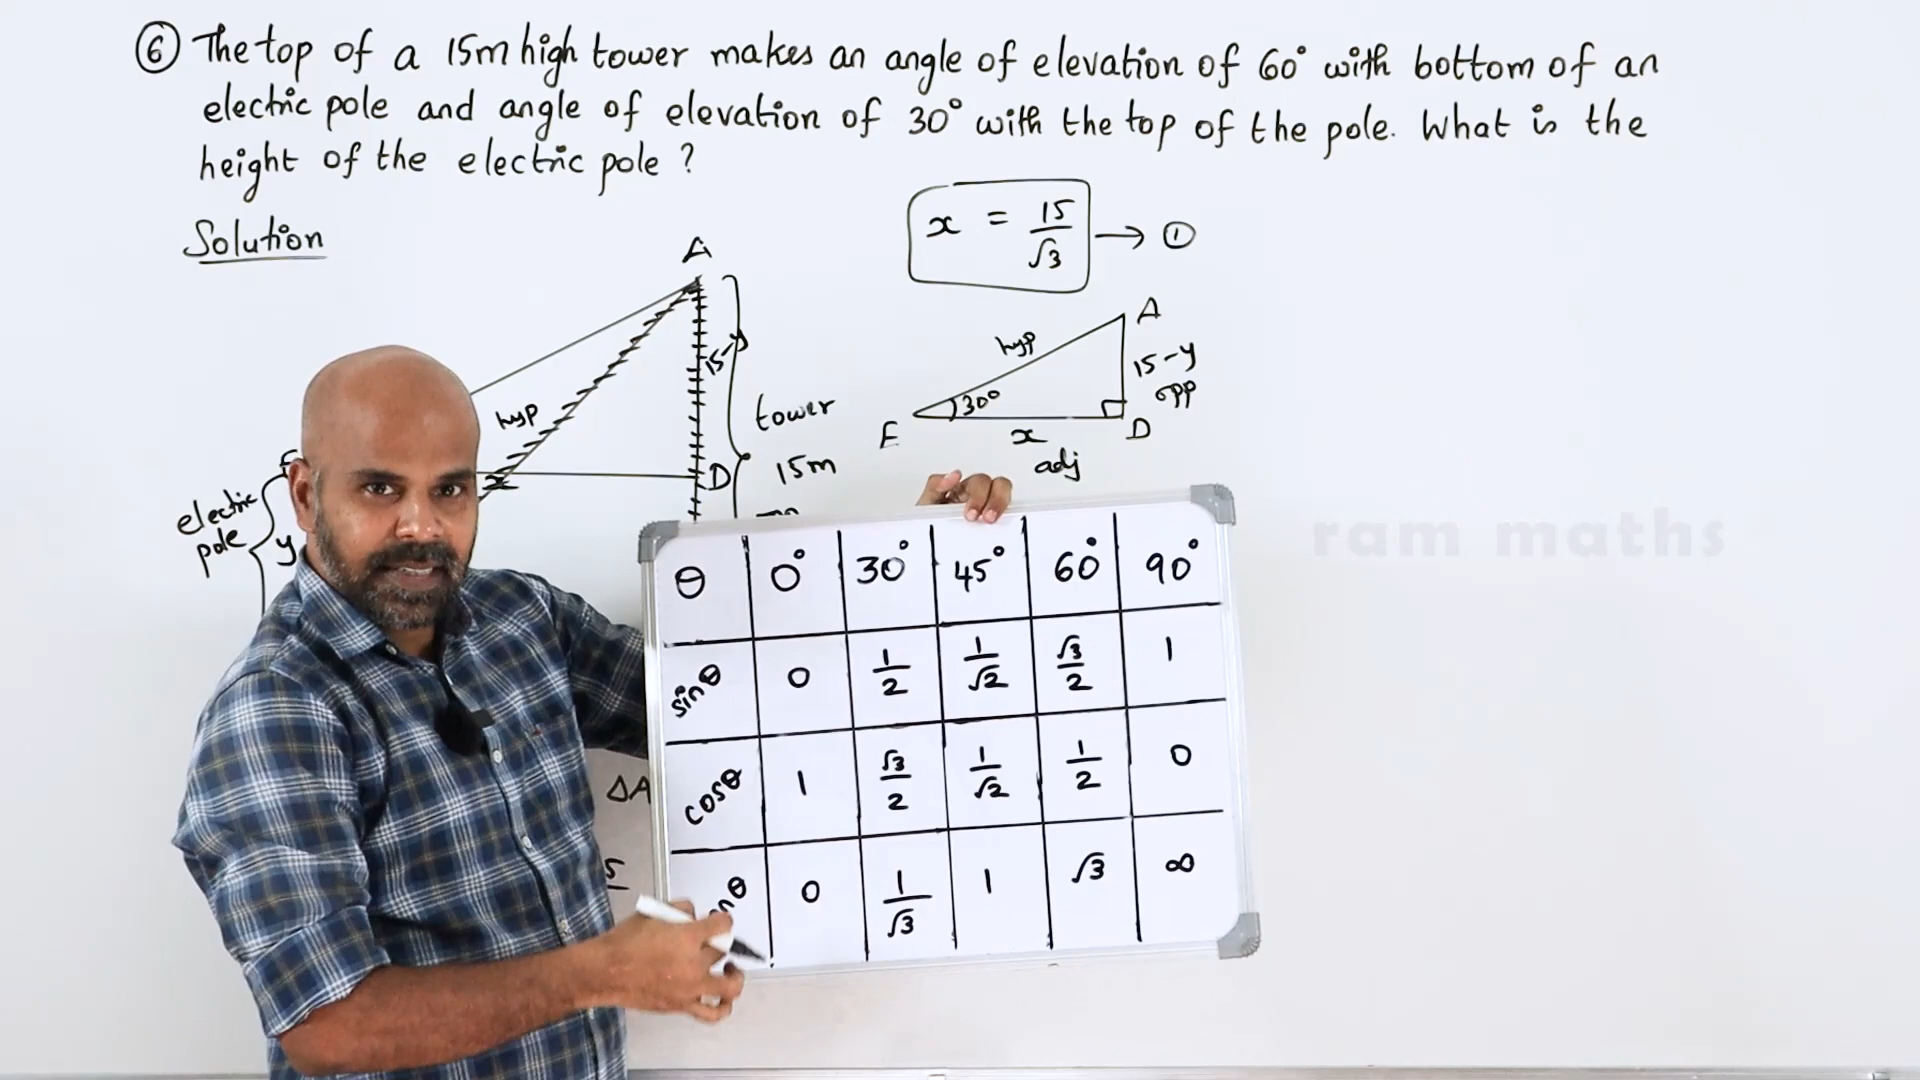 ⑥ The top of a 15m high tower makes an angle of elevation of 60° with bottom of an
electric pole and angle of elevation of 30° with the top of the pole. What is the
height of the electric pole ?
Solution
x = 15/√3 → ①
A
15-y
hyp
tower
15m
D
x
E
electric
pole
y
A
hyp
15-y
opp
30°
E
x
D
adj
ram maths
θ 0° 30° 45° 60° 90°
sinθ 0 1/2 1/√2 √3/2 1
cosθ 1 √3/2 1/√2 1/2 0
nθ 0 1/√3 1 √3 ∞
ΔA
5